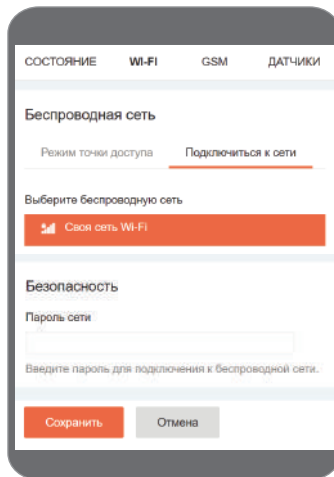 СОСТОЯНИЕ WI-FI GSM ДАТЧИКИ
Беспроводная сеть
Режим точки доступа Подключиться к сети
Выберите беспроводную сеть
Своя сеть Wi-Fi
Безопасность
Пароль сети
Введите пароль для подключения к беспроводной сети.
Сохранить Отмена